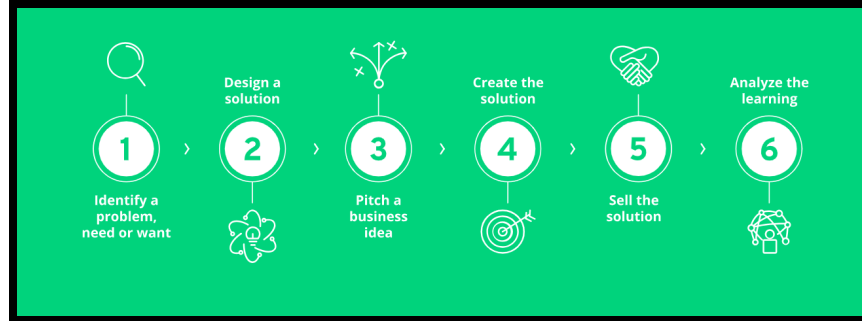 1
Identify a
problem,
need or want
›
Design a
solution
2
›
3
Pitch a
business
idea
›
Create the
solution
4
›
5
Sell the
solution
›
Analyze the
learning
6